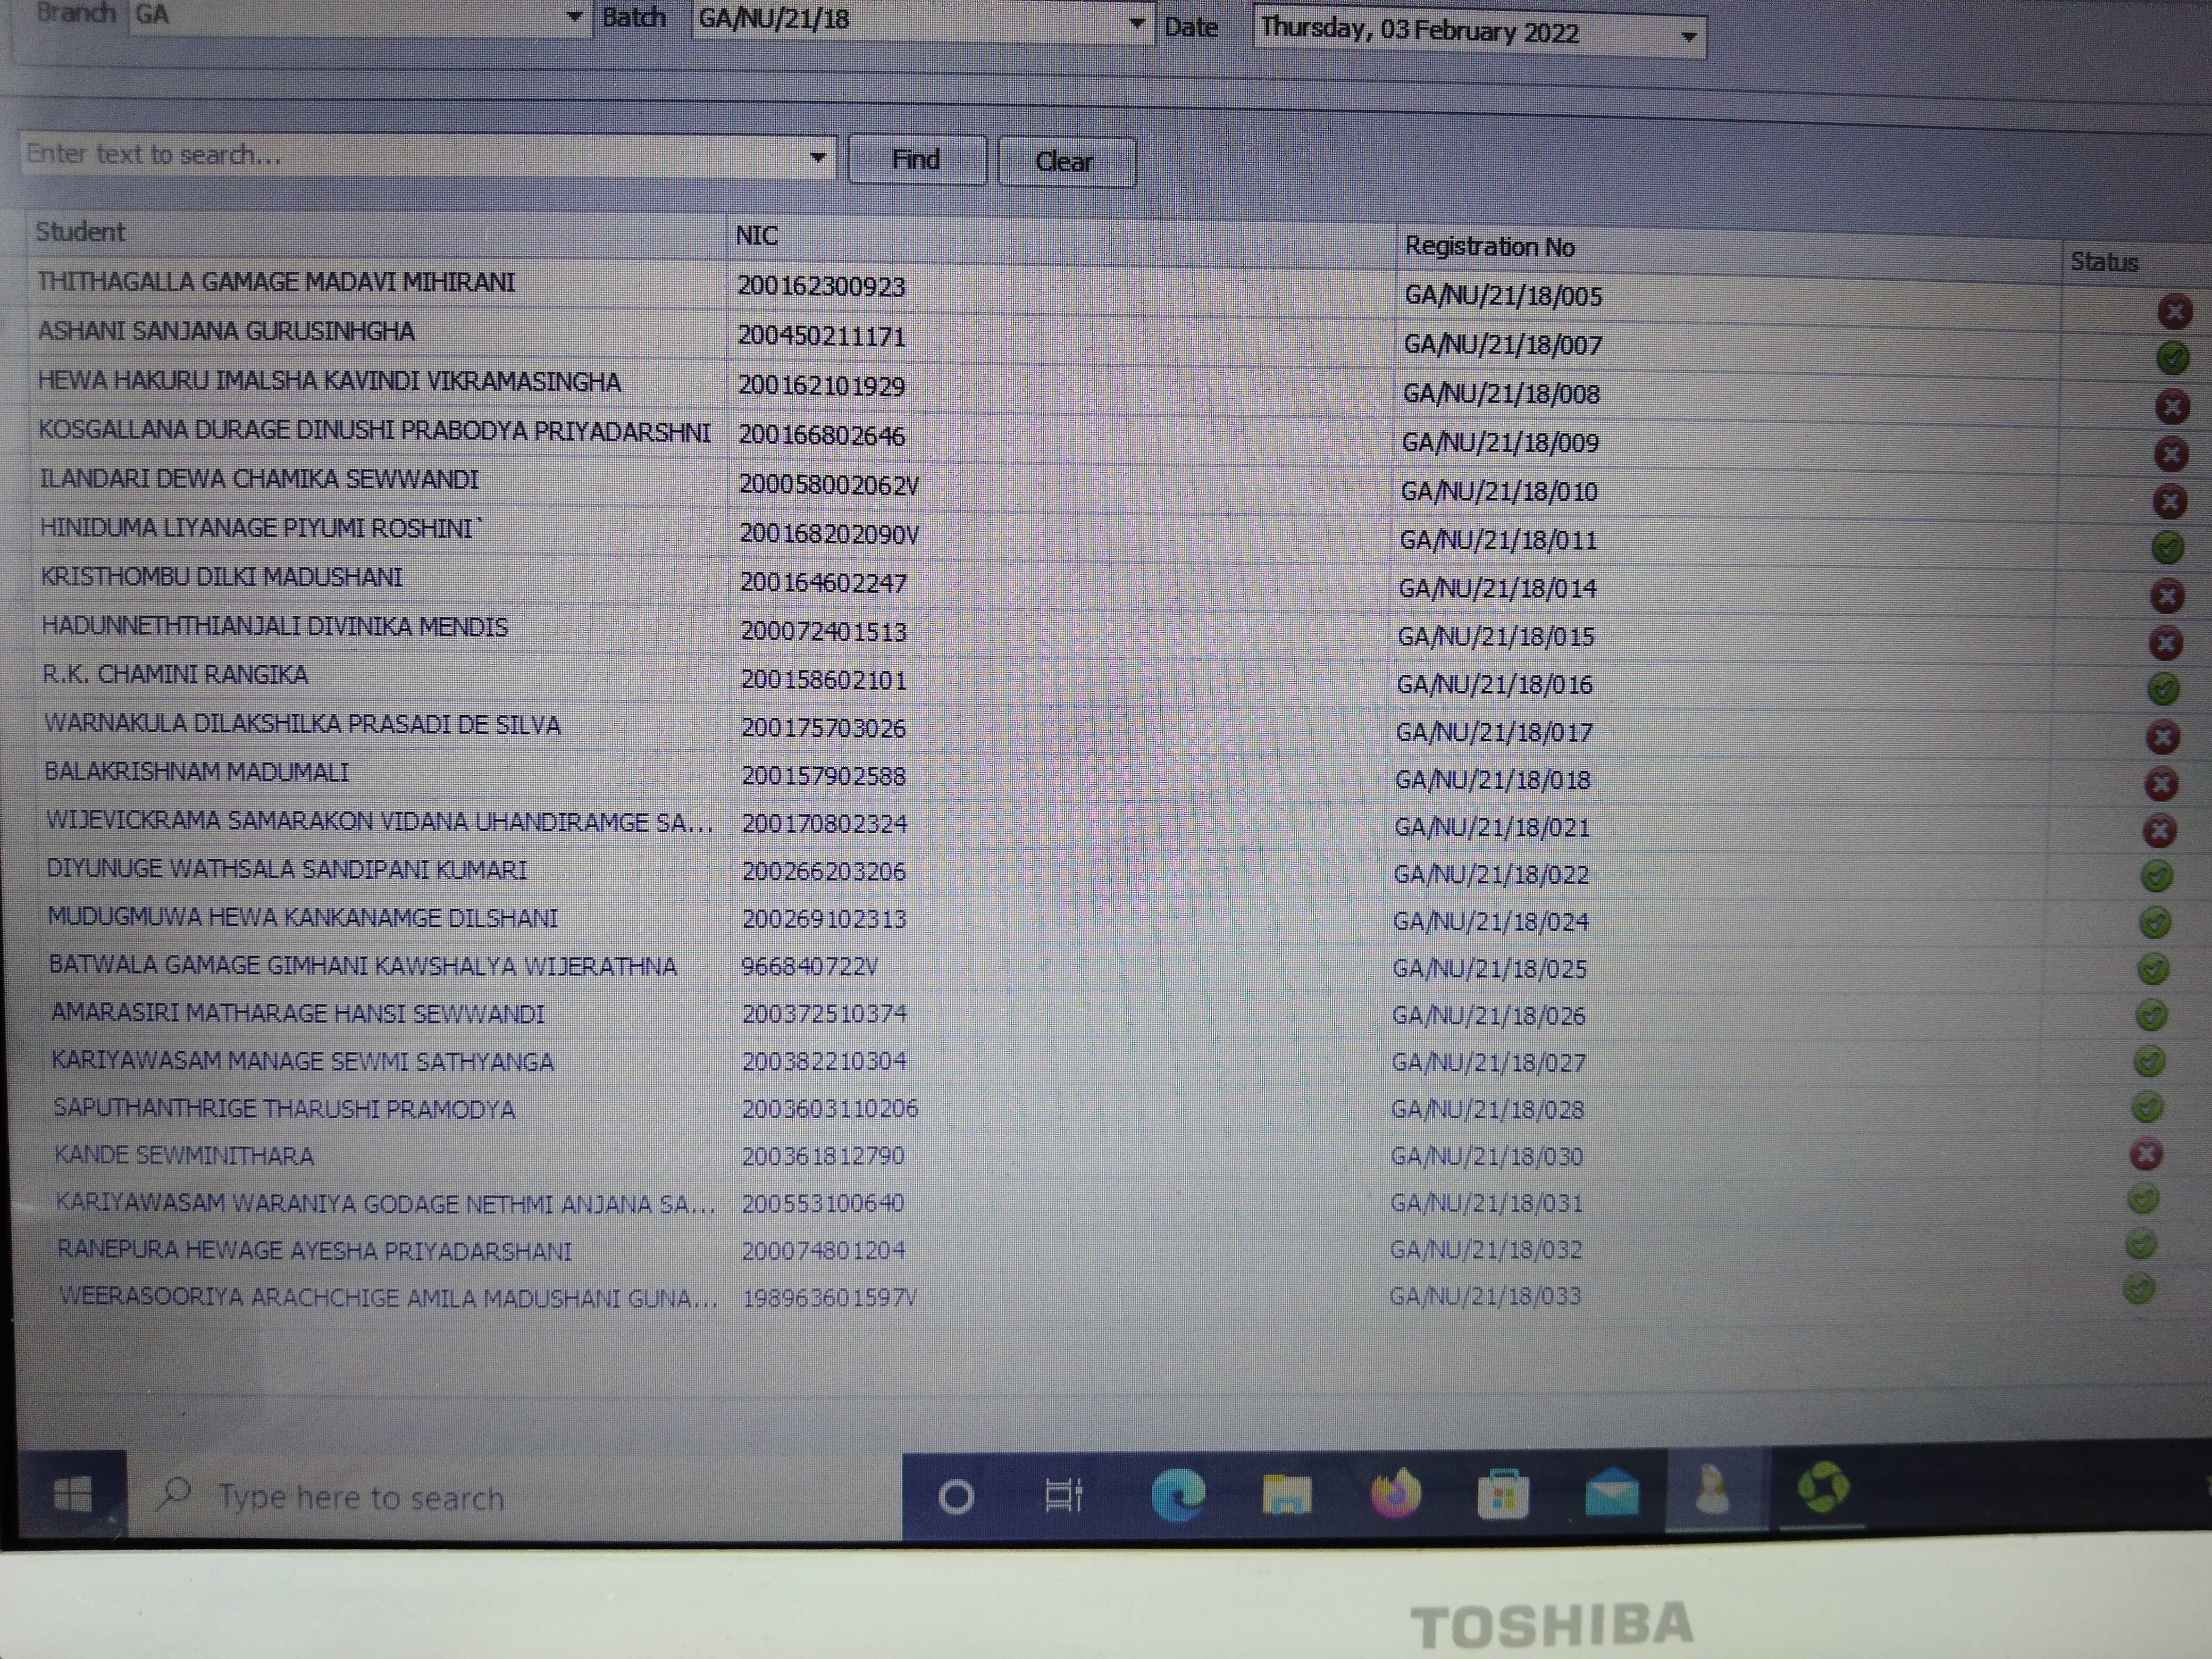 Branch GA Batch GA/NU/21/18 Date Thursday, 03 February 2022
Enter text to search... Find Clear
Student NIC Registration No Status
THITHAGALLA GAMAGE MADAVI MIHIRANI 200162300923 GA/NU/21/18/005
ASHANI SANJANA GURUSINHGHA 200450211171 GA/NU/21/18/007
HEWA HAKURU IMALSHA KAVINDI VIKRAMASINGHA 200162101929 GA/NU/21/18/008
KOSGALLANA DURAGE DINUSHI PRABODYA PRIYADARSHNI 200166802646 GA/NU/21/18/009
ILANDARI DEWA CHAMIKA SEWWANDI 200058002062V GA/NU/21/18/010
HINIDUMA LIYANAGE PIYUMI ROSHINI` 200168202090V GA/NU/21/18/011
KRISTHOMBU DILKI MADUSHANI 200164602247 GA/NU/21/18/014
HADUNNETHTHIANJALI DIVINIKA MENDIS 200072401513 GA/NU/21/18/015
R.K. CHAMINI RANGIKA 200158602101 GA/NU/21/18/016
WARNAKULA DILAKSHILKA PRASADI DE SILVA 200175703026 GA/NU/21/18/017
BALAKRISHNAM MADUMALI 200157902588 GA/NU/21/18/018
WIJEVICKRAMA SAMARAKON VIDANA UHANDIRAMGE SA... 200170802324 GA/NU/21/18/021
DIYUNUGE WATHSALA SANDIPANI KUMARI 200266203206 GA/NU/21/18/022
MUDUGMUWA HEWA KANKANAMGE DILSHANI 200269102313 GA/NU/21/18/024
BATWALA GAMAGE GIMHANI KAWSHALYA WIJERATHNA 966840722V GA/NU/21/18/025
AMARASIRI MATHARAGE HANSI SEWWANDI 200372510374 GA/NU/21/18/026
KARIYAWASAM MANAGE SEWMI SATHYANGA 200382210304 GA/NU/21/18/027
SAPUTHANTHRIGE THARUSHI PRAMODYA 2003603110206 GA/NU/21/18/028
KANDE SEWMINITHARA 200361812790 GA/NU/21/18/030
KARIYAWASAM WARANIYA GODAGE NETHMI ANJANA SA... 200553100640 GA/NU/21/18/031
RANEPURA HEWAGE AYESHA PRIYADARSHANI 200074801204 GA/NU/21/18/032
WEERASOORIYA ARACHCHIGE AMILA MADUSHANI GUNA... 198963601597V GA/NU/21/18/033
Type here to search
TOSHIBA